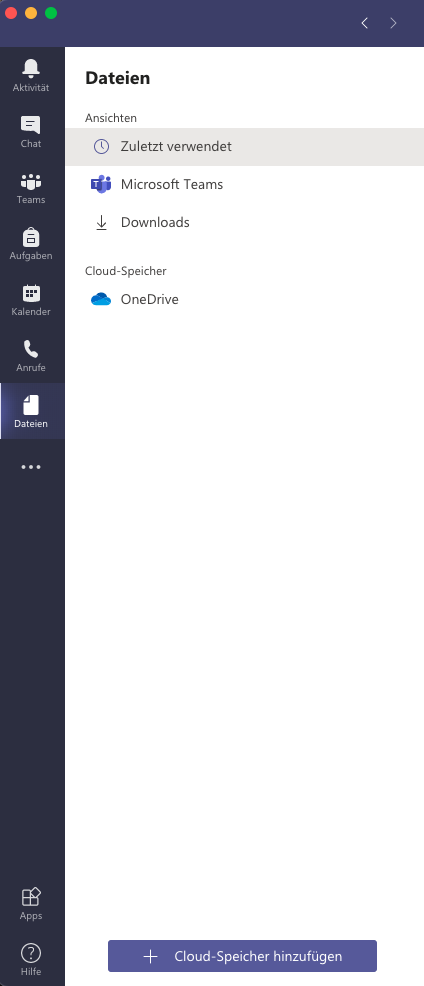 Aktivität
Chat
Teams
Aufgaben
Kalender
Anrufe
Dateien
Apps
Hilfe
Dateien
Ansichten
Zuletzt verwendet
Microsoft Teams
Downloads
Cloud-Speicher
OneDrive
Cloud-Speicher hinzufügen